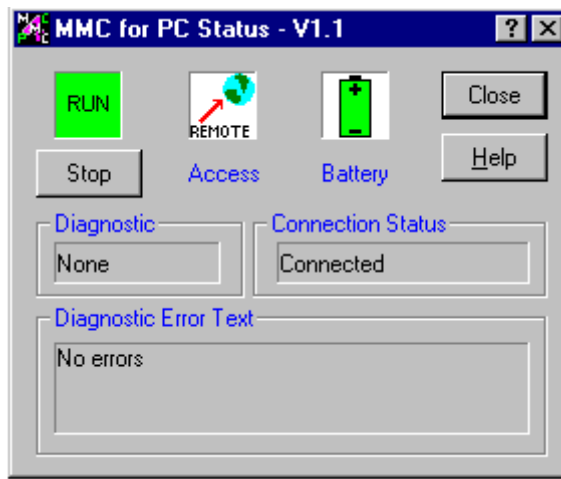 MMC for PC Status - V1.1
RUN
REMOTE
Close
Stop
Access
Battery
Help
Diagnostic
Connection Status
None
Connected
Diagnostic Error Text
No errors